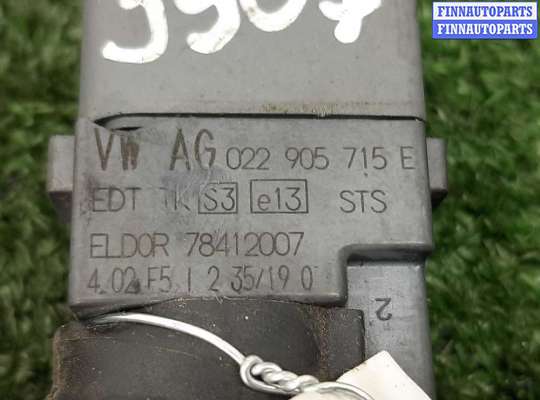 FINNAUTOPARTS
FINNAUTOPARTS
VW AG 022 905 715 E
EDT TK S3 e13 STS
ELDOR 78412007
4.02 F5 1 2 35/19 0
2